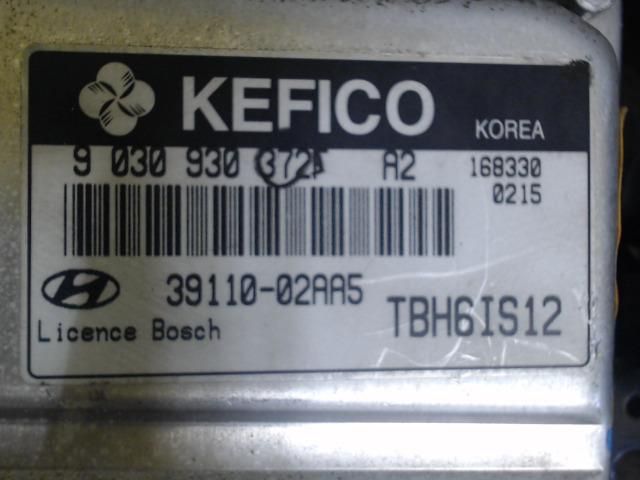 KEFICO KOREA
9 030 930 372 A2 168330
0215
39110-02AA5
TBH6IS12
Licence Bosch